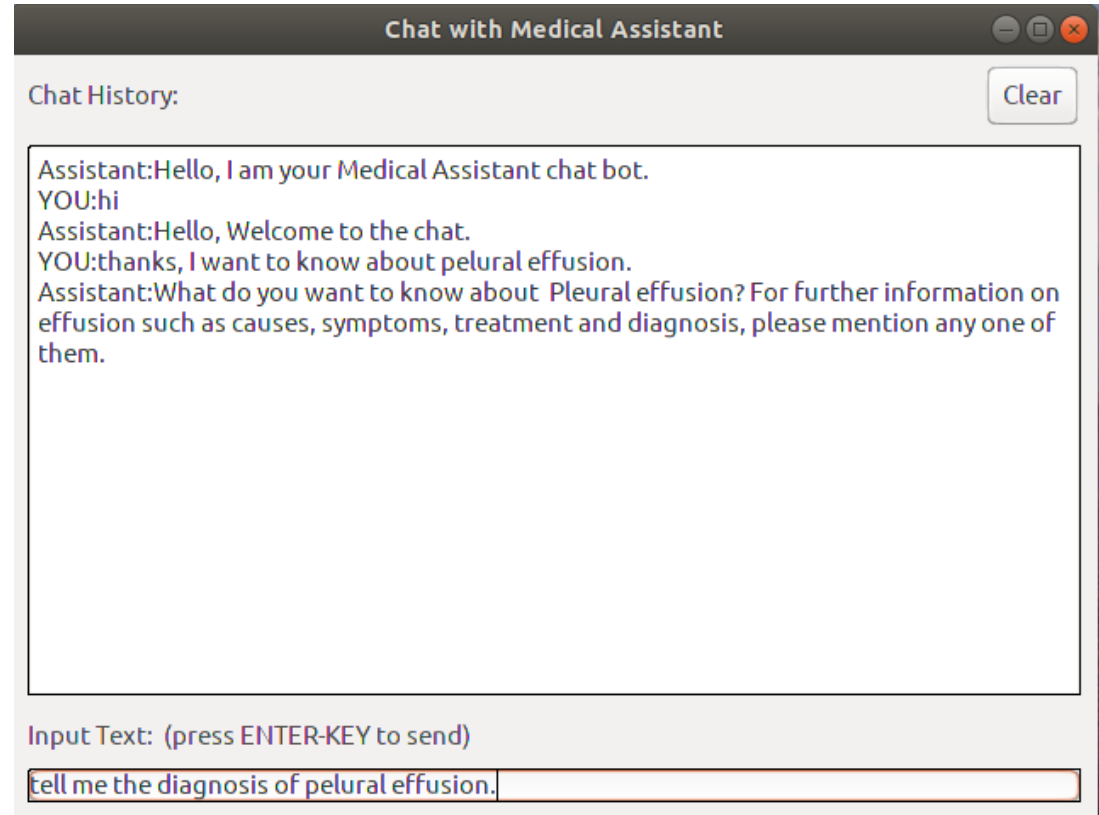 Chat with Medical Assistant
Chat History:
Clear
Assistant:Hello, I am your Medical Assistant chat bot.
YOU:hi
Assistant:Hello, Welcome to the chat.
YOU:thanks, I want to know about pelural effusion.
Assistant:What do you want to know about  Pleural effusion? For further information on
effusion such as causes, symptoms, treatment and diagnosis, please mention any one of
them.
Input Text:  (press ENTER-KEY to send)
tell me the diagnosis of pelural effusion.